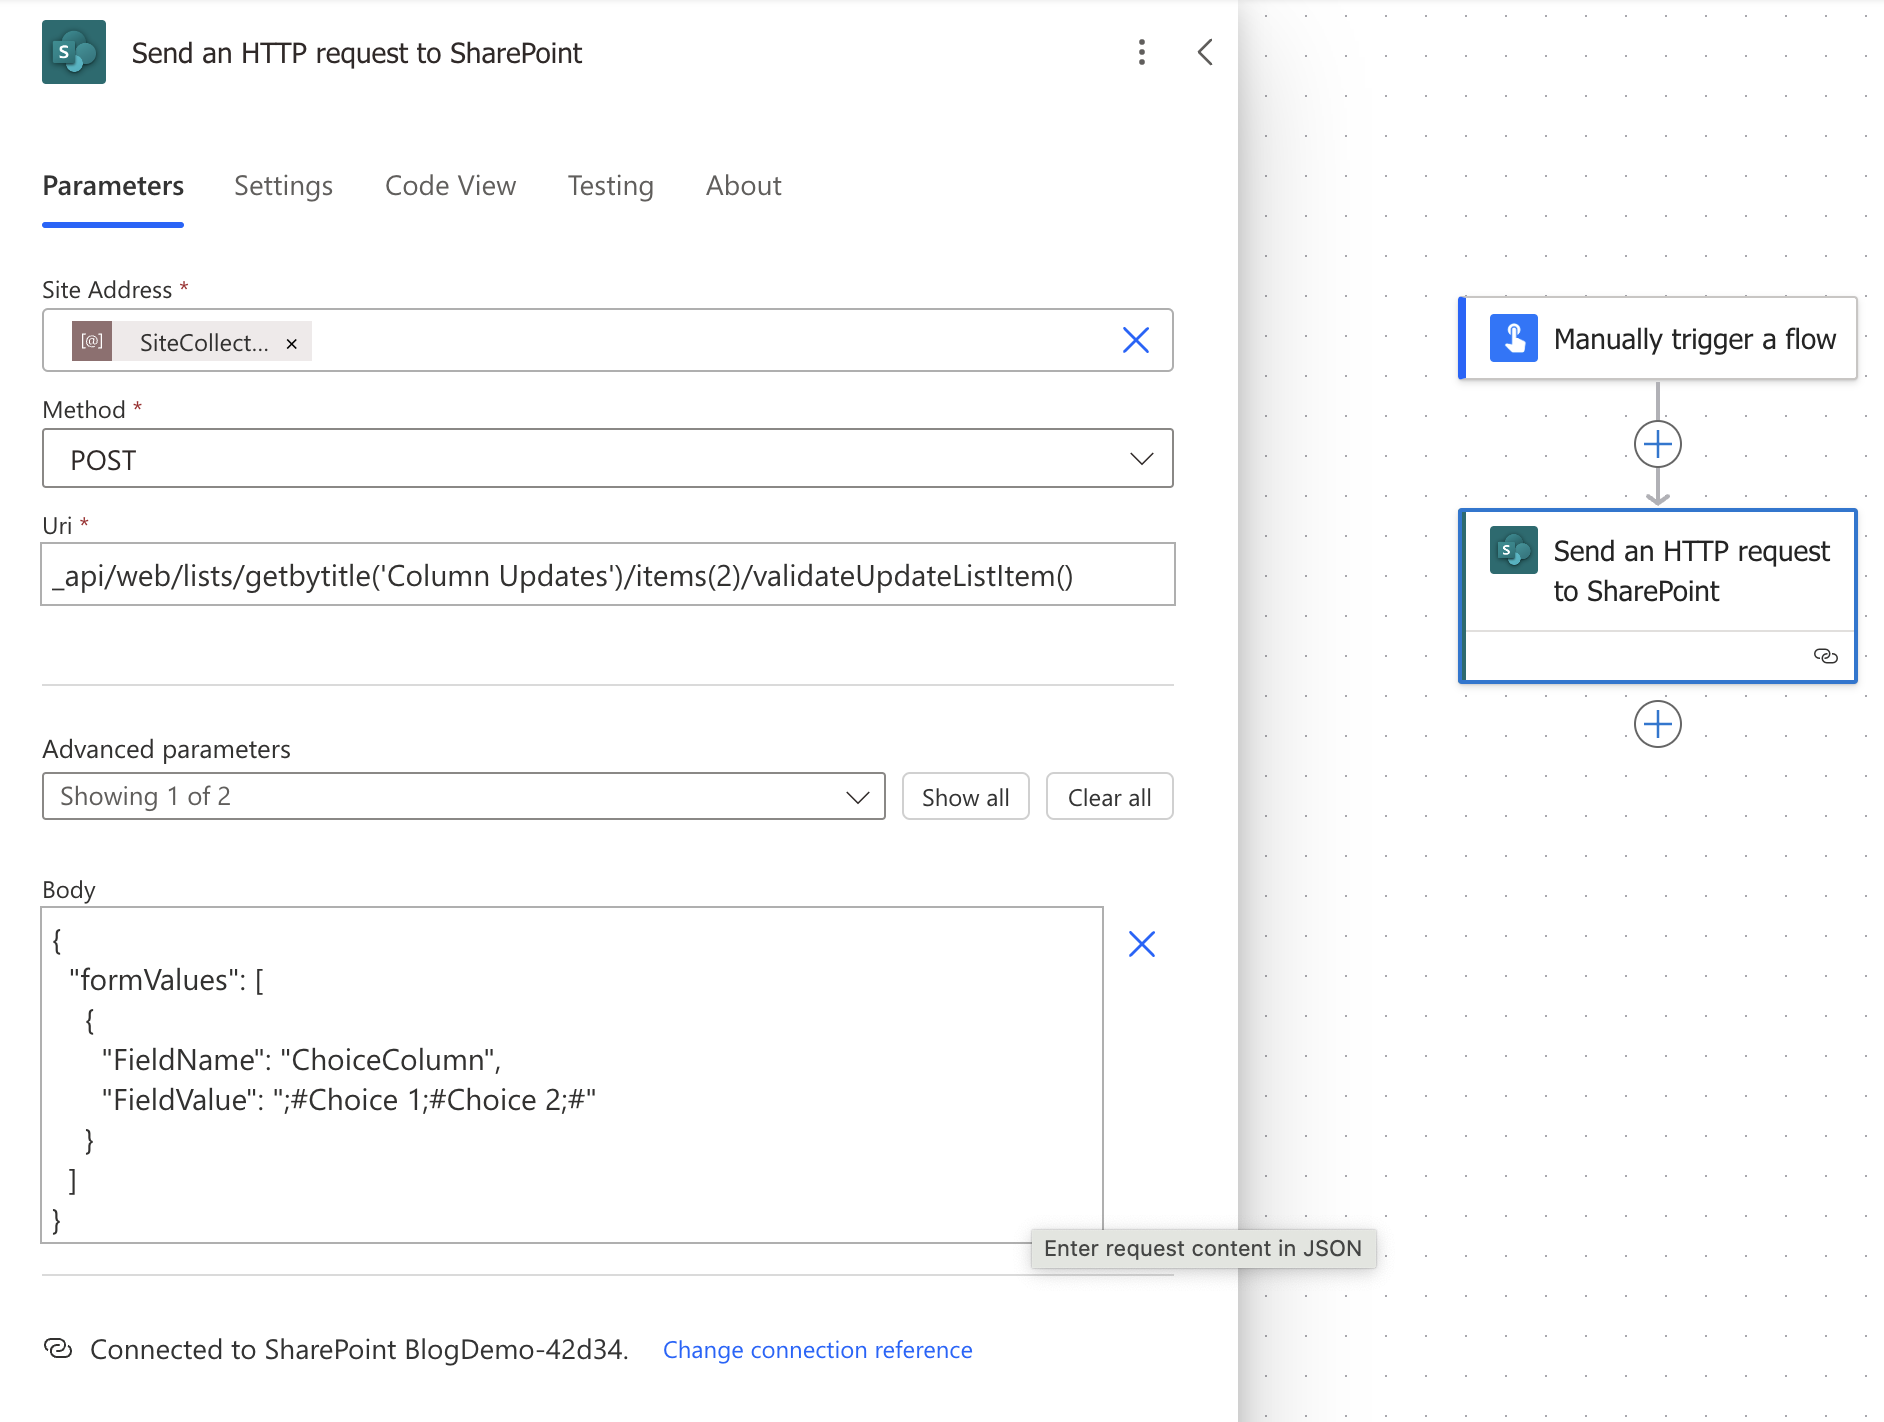 Send an HTTP request to SharePoint
Parameters
Settings
Code View
Testing
About
Site Address *
[@] SiteCollect... ×
Method *
POST
Uri *
_api/web/lists/getbytitle('Column Updates')/items(2)/validateUpdateListItem()
Advanced parameters
Showing 1 of 2
Show all
Clear all
Body
{
"formValues": [
{
"FieldName": "ChoiceColumn",
"FieldValue": ";#Choice 1;#Choice 2;#"
}
]
}
Enter request content in JSON
Connected to SharePoint BlogDemo-42d34.
Change connection reference
Manually trigger a flow
Send an HTTP request
to SharePoint